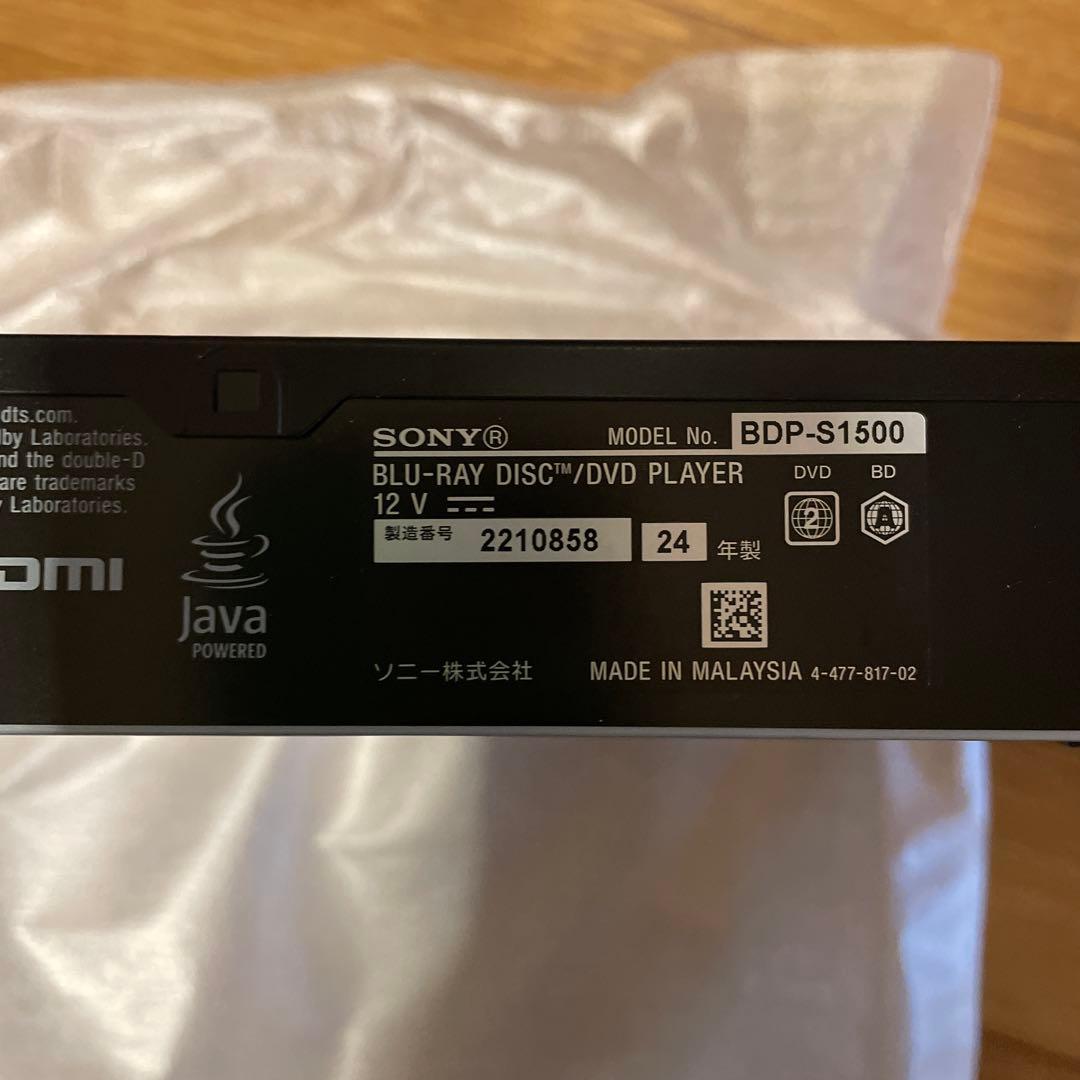 dts.com.
lby Laboratories.
nd the double-D
are trademarks
y Laboratories.
DMI
Java
POWERED
SONY® MODEL No. BDP-S1500
BLU-RAY DISC™/DVD PLAYER
DVD BD
12 V
2 A
製造番号 2210858 24 年製
ソニー株式会社 MADE IN MALAYSIA 4-477-817-02